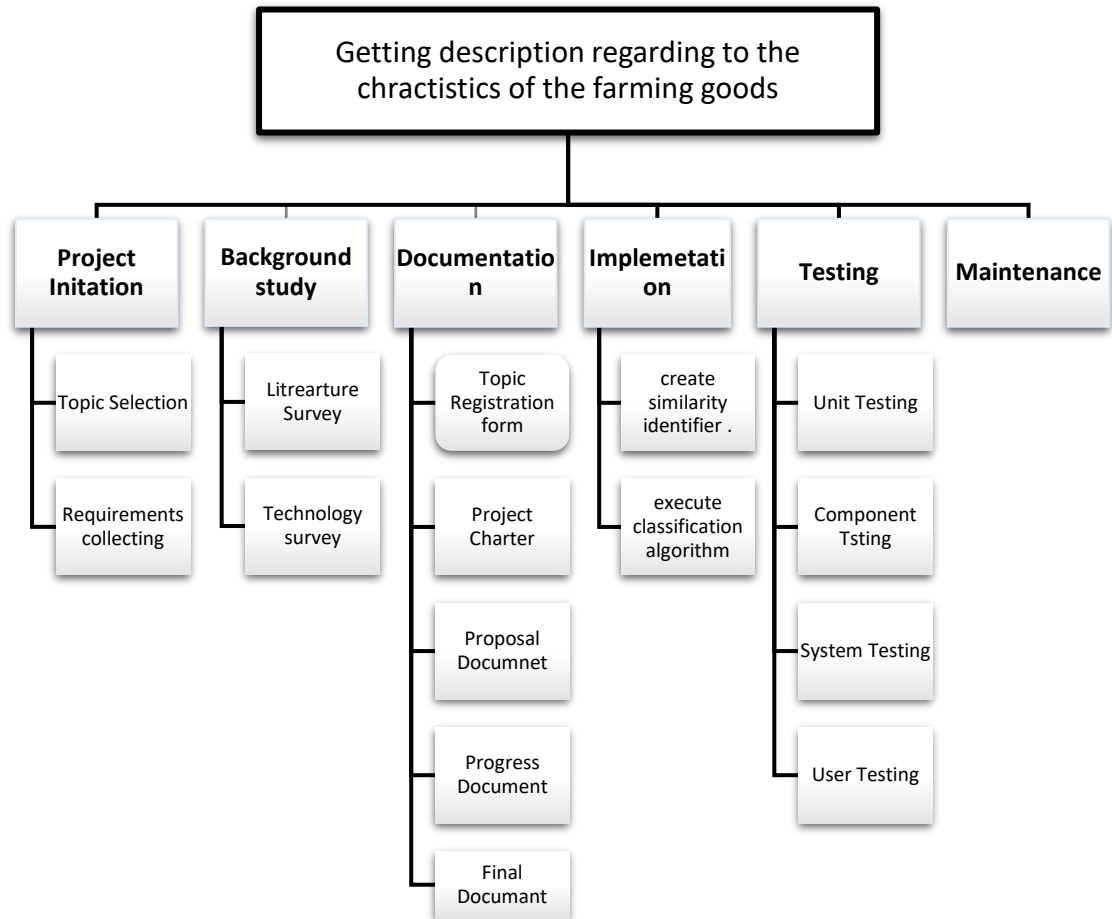 Getting description regarding to the
chractistics of the farming goods
Project
Initation
Background
study
Documentatio
n
Implemetati
on
Testing
Maintenance
Topic Selection
Requirements
collecting
Litrearture
Survey
Technology
survey
Topic
Registration
form
Project
Charter
Proposal
Documnet
Progress
Document
Final
Documant
create
similarity
identifier .
execute
classification
algorithm
Unit Testing
Component
Tsting
System Testing
User Testing